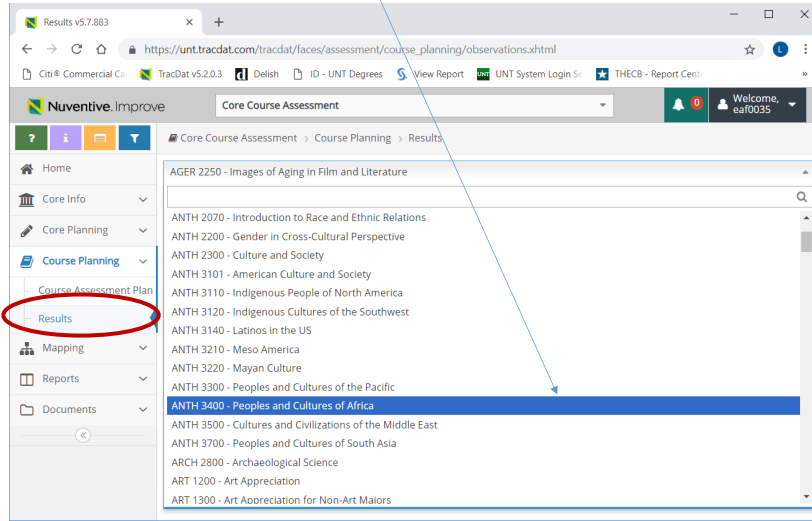 Results v5.7.883
https://unt.tracdat.com/tracdat/faces/assessment/course_planning/observations.xhtml
L
Citi® Commercial Ca
TracDat v5.2.0.3
Delish
ID - UNT Degrees
View Report
UNT
UNT System Login Se
THECB - Report Cent
Nuventive. Improve
Core Course Assessment
0
Welcome,
eaf0035
? i
Core Course Assessment > Course Planning > Results
Home
Core Info
Core Planning
Course Planning
Course Assessment Plan
Results
Mapping
Reports
Documents
AGER 2250 - Images of Aging in Film and Literature
ANTH 2070 - Introduction to Race and Ethnic Relations
ANTH 2200 - Gender in Cross-Cultural Perspective
ANTH 2300 - Culture and Society
ANTH 3101 - American Culture and Society
ANTH 3110 - Indigenous People of North America
ANTH 3120 - Indigenous Cultures of the Southwest
ANTH 3140 - Latinos in the US
ANTH 3210 - Meso America
ANTH 3220 - Mayan Culture
ANTH 3300 - Peoples and Cultures of the Pacific
ANTH 3400 - Peoples and Cultures of Africa
ANTH 3500 - Cultures and Civilizations of the Middle East
ANTH 3700 - Peoples and Cultures of South Asia
ARCH 2800 - Archaeological Science
ART 1200 - Art Appreciation
ART 1300 - Art Appreciation for Non-Art Majors